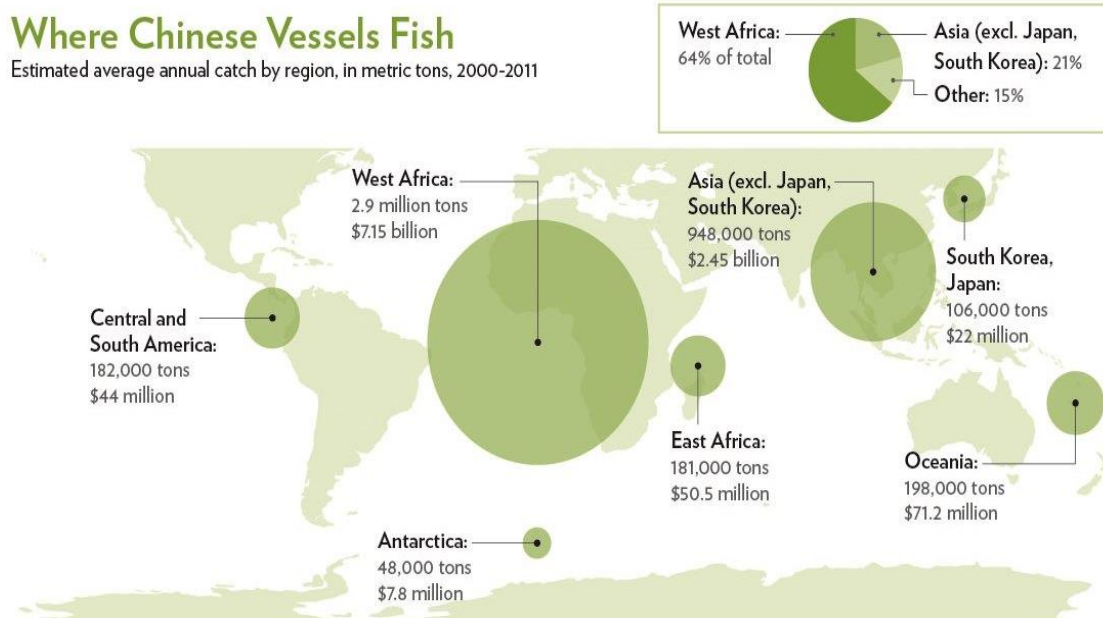 Where Chinese Vessels Fish
Estimated average annual catch by region, in metric tons, 2000-2011
West Africa:
64% of total
Asia (excl. Japan,
South Korea): 21%
Other: 15%
West Africa:
2.9 million tons
$7.15 billion
Asia (excl. Japan,
South Korea):
948,000 tons
$2.45 billion
South Korea,
Japan:
106,000 tons
$22 million
Central and
South America:
182,000 tons
$44 million
East Africa:
181,000 tons
$50.5 million
Oceania:
198,000 tons
$71.2 million
Antarctica:
48,000 tons
$7.8 million